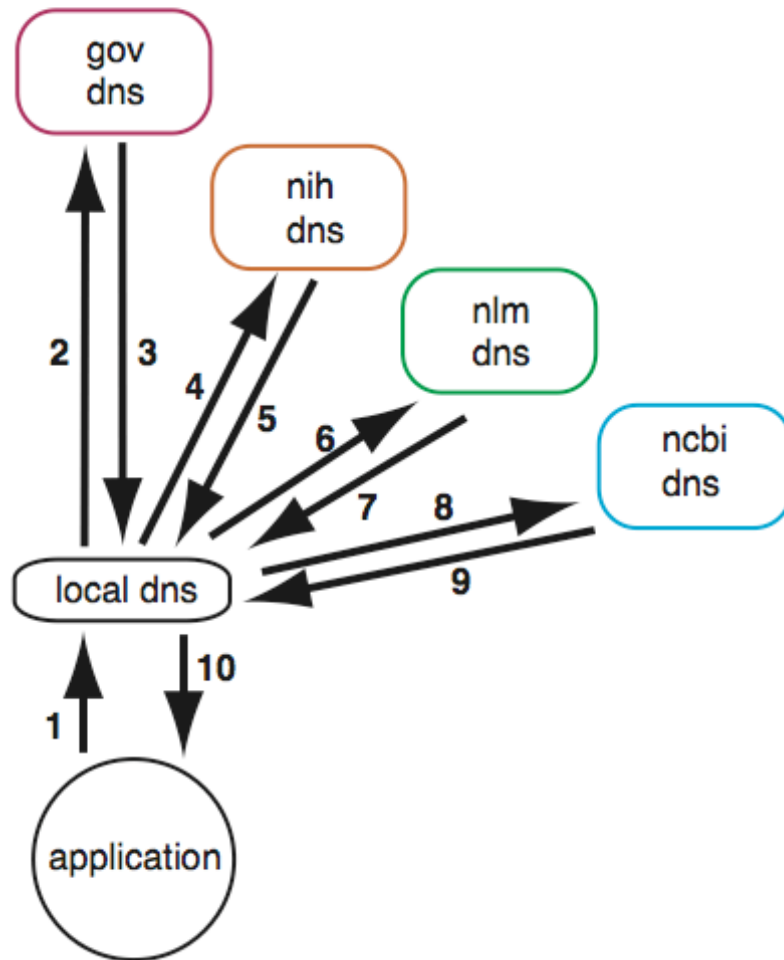 gov
dns
nih
dns
nlm
dns
ncbi
dns
2
3
4
5
6
7
8
9
local dns
1
10
application